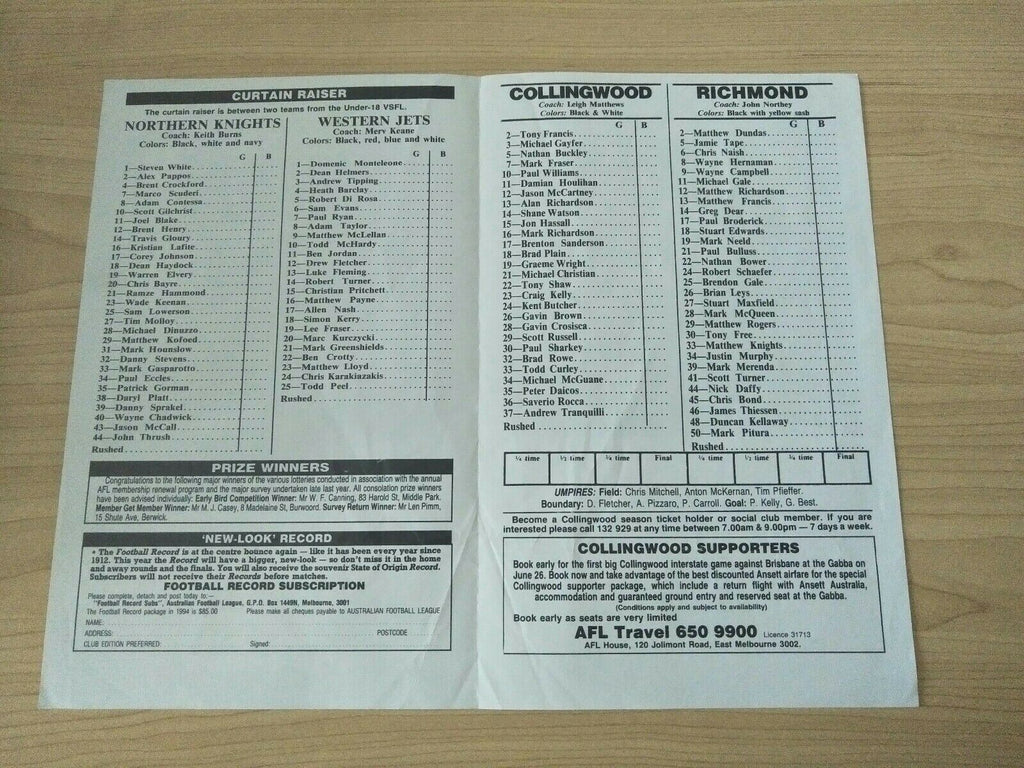 CURTAIN RAISER
The curtain raiser is between two teams from the Under-18 VSFL.
NORTHERN KNIGHTS
Coach: Keith Burns
Colors: Black, white and navy
G B
1—Steven White
2—Alex Pappos
4—Brent Crockford
7—Marco Scuderi
8—Adam Contessa
10—Scott Gilchrist
11—Joel Blake
12—Brent Henry
14—Travis Gloury
16—Kristian Lafite
17—Corey Johnson
18—Dean Haydock
19—Warren Elvery
20—Chris Bayre
21—Ramze Hammond
23—Wade Keenan
25—Sam Lowerson
27—Tim Molloy
28—Michael Dinuzzo
29—Matthew Kofoed
31—Mark Hounslow
32—Danny Stevens
33—Mark Gasparotto
34—Paul Eccles
35—Patrick Gorman
38—Daryl Platt
39—Danny Sprakel
40—Wayne Chadwick
43—Jason McCall
44—John Thrush
Rushed
WESTERN JETS
Coach: Merv Keane
Colors: Black, red, blue and white
G B
1—Domenic Monteleone
2—Dean Helmers
3—Andrew Tipping
4—Heath Barclay
5—Robert Di Rosa
6—Sam Evans
7—Paul Ryan
8—Adam Taylor
9—Matthew McLellan
10—Todd McHardy
11—Ben Jordan
12—Drew Fletcher
13—Luke Fleming
14—Robert Turner
15—Christian Pritchett
16—Matthew Payne
17—Allen Nash
18—Simon Kerry
19—Lee Fraser
20—Marc Kurczycki
21—Mark Greenshields
22—Ben Crotty
23—Matthew Lloyd
24—Chris Karakiazakis
25—Todd Peel
Rushed
PRIZE WINNERS
Congratulations to the following major winners of the various lotteries conducted in association with the annual
AFL membership renewal program and the major survey undertaken late last year. All consolation prize winners
have been advised individually: Early Bird Competition Winner: Mr W. F. Canning, 83 Harold St, Middle Park.
Member Get Member Winner: Mr M. J. Casey, 8 Madelaine St, Burwoord. Survey Return Winner: Mr Len Pimm,
15 Shute Ave, Berwick.
'NEW-LOOK' RECORD
• The Football Record is at the centre bounce again — like it has been every year since
1912. This year the Record will have a bigger, new-look — so don't miss it in the home
and away rounds and the finals. You will also receive the souvenir State of Origin Record.
Subscribers will not receive their Records before matches.
FOOTBALL RECORD SUBSCRIPTION
Please complete, detach and post today to:—
"Football Record Subs", Australian Football League, G.P.O. Box 1449N, Melbourne, 3001
The Football Record package in 1994 is $85.00 Please make all cheques payable to AUSTRALIAN FOOTBALL LEAGUE
NAME:
ADDRESS: POSTCODE
CLUB EDITION PREFERRED: Signed:
COLLINGWOOD
Coach: Leigh Matthews
Colors: Black & White
G B
2—Tony Francis
3—Michael Gayfer
5—Nathan Buckley
7—Mark Fraser
10—Paul Williams
11—Damian Houlihan
12—Jason McCartney
13—Alan Richardson
14—Shane Watson
15—Jon Hassall
16—Mark Richardson
17—Brenton Sanderson
18—Brad Plain
19—Graeme Wright
21—Michael Christian
22—Tony Shaw
23—Craig Kelly
24—Kent Butcher
26—Gavin Brown
28—Gavin Crosisca
29—Scott Russell
30—Paul Sharkey
32—Brad Rowe
33—Todd Curley
34—Michael McGuane
35—Peter Daicos
36—Saverio Rocca
37—Andrew Tranquilli
Rushed
RICHMOND
Coach: John Northey
Colors: Black with yellow sash
G B
2—Matthew Dundas
5—Jamie Tape
6—Chris Naish
8—Wayne Hernaman
9—Wayne Campbell
11—Michael Gale
12—Matthew Richardson
13—Matthew Francis
14—Greg Dear
17—Paul Broderick
18—Stuart Edwards
19—Mark Neeld
21—Paul Bulluss
22—Nathan Bower
24—Robert Schaefer
25—Brendon Gale
26—Brian Leys
27—Stuart Maxfield
28—Mark McQueen
29—Matthew Rogers
30—Tony Free
33—Matthew Knights
34—Justin Murphy
39—Mark Merenda
41—Scott Turner
44—Nick Daffy
45—Chris Bond
46—James Thiessen
48—Duncan Kellaway
50—Mark Pitura
Rushed
¼ time ½ time ¾ time Final ¼ time ½ time ¾ time Final
UMPIRES: Field: Chris Mitchell, Anton McKernan, Tim Pfieffer.
Boundary: D. Fletcher, A. Pizzaro, P. Carroll. Goal: P. Kelly, G. Best.
Become a Collingwood season ticket holder or social club member. If you are
interested please call 132 929 at any time between 7.00am & 9.00pm — 7 days a week.
COLLINGWOOD SUPPORTERS
Book early for the first big Collingwood interstate game against Brisbane at the Gabba on
June 26. Book now and take advantage of the best discounted Ansett airfare for the special
Collingwood supporter package, which include a return flight with Ansett Australia,
accommodation and guaranteed ground entry and reserved seat at the Gabba.
(Conditions apply and subject to availability)
Book early as seats are very limited
AFL Travel 650 9900 Licence 31713
AFL House, 120 Jolimont Road, East Melbourne 3002.